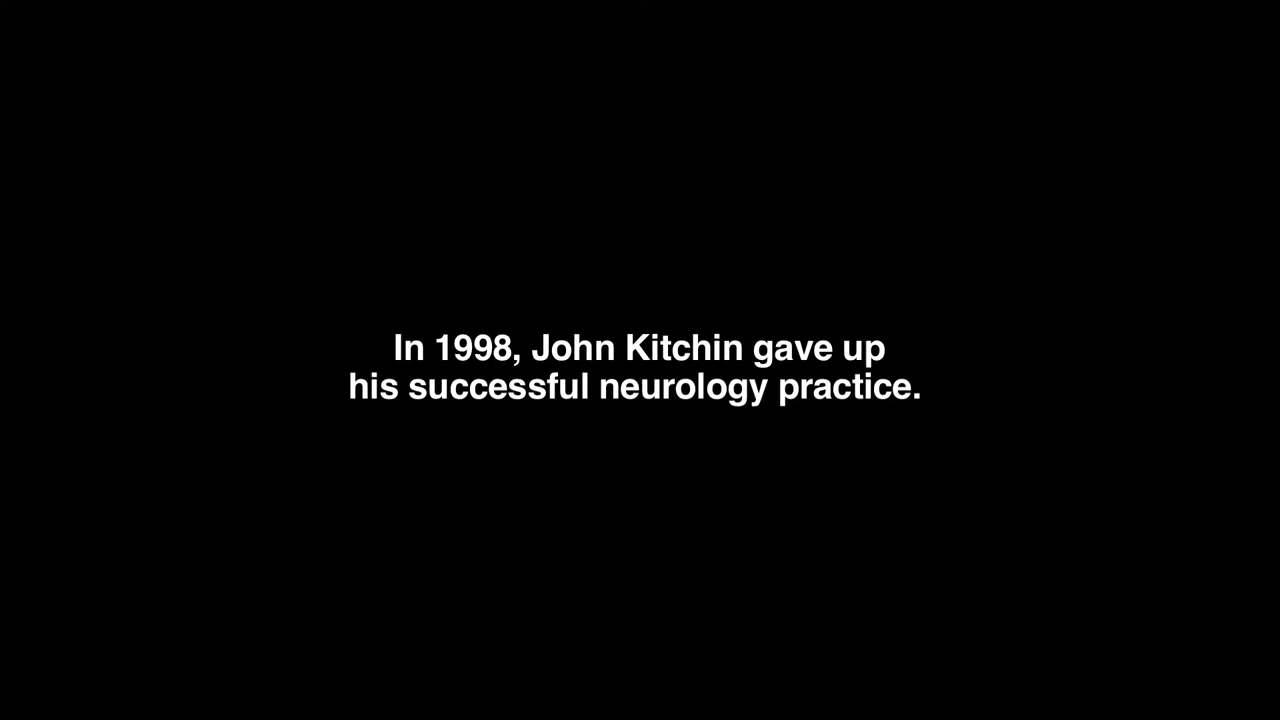 In 1998, John Kitchin gave up
his successful neurology practice.